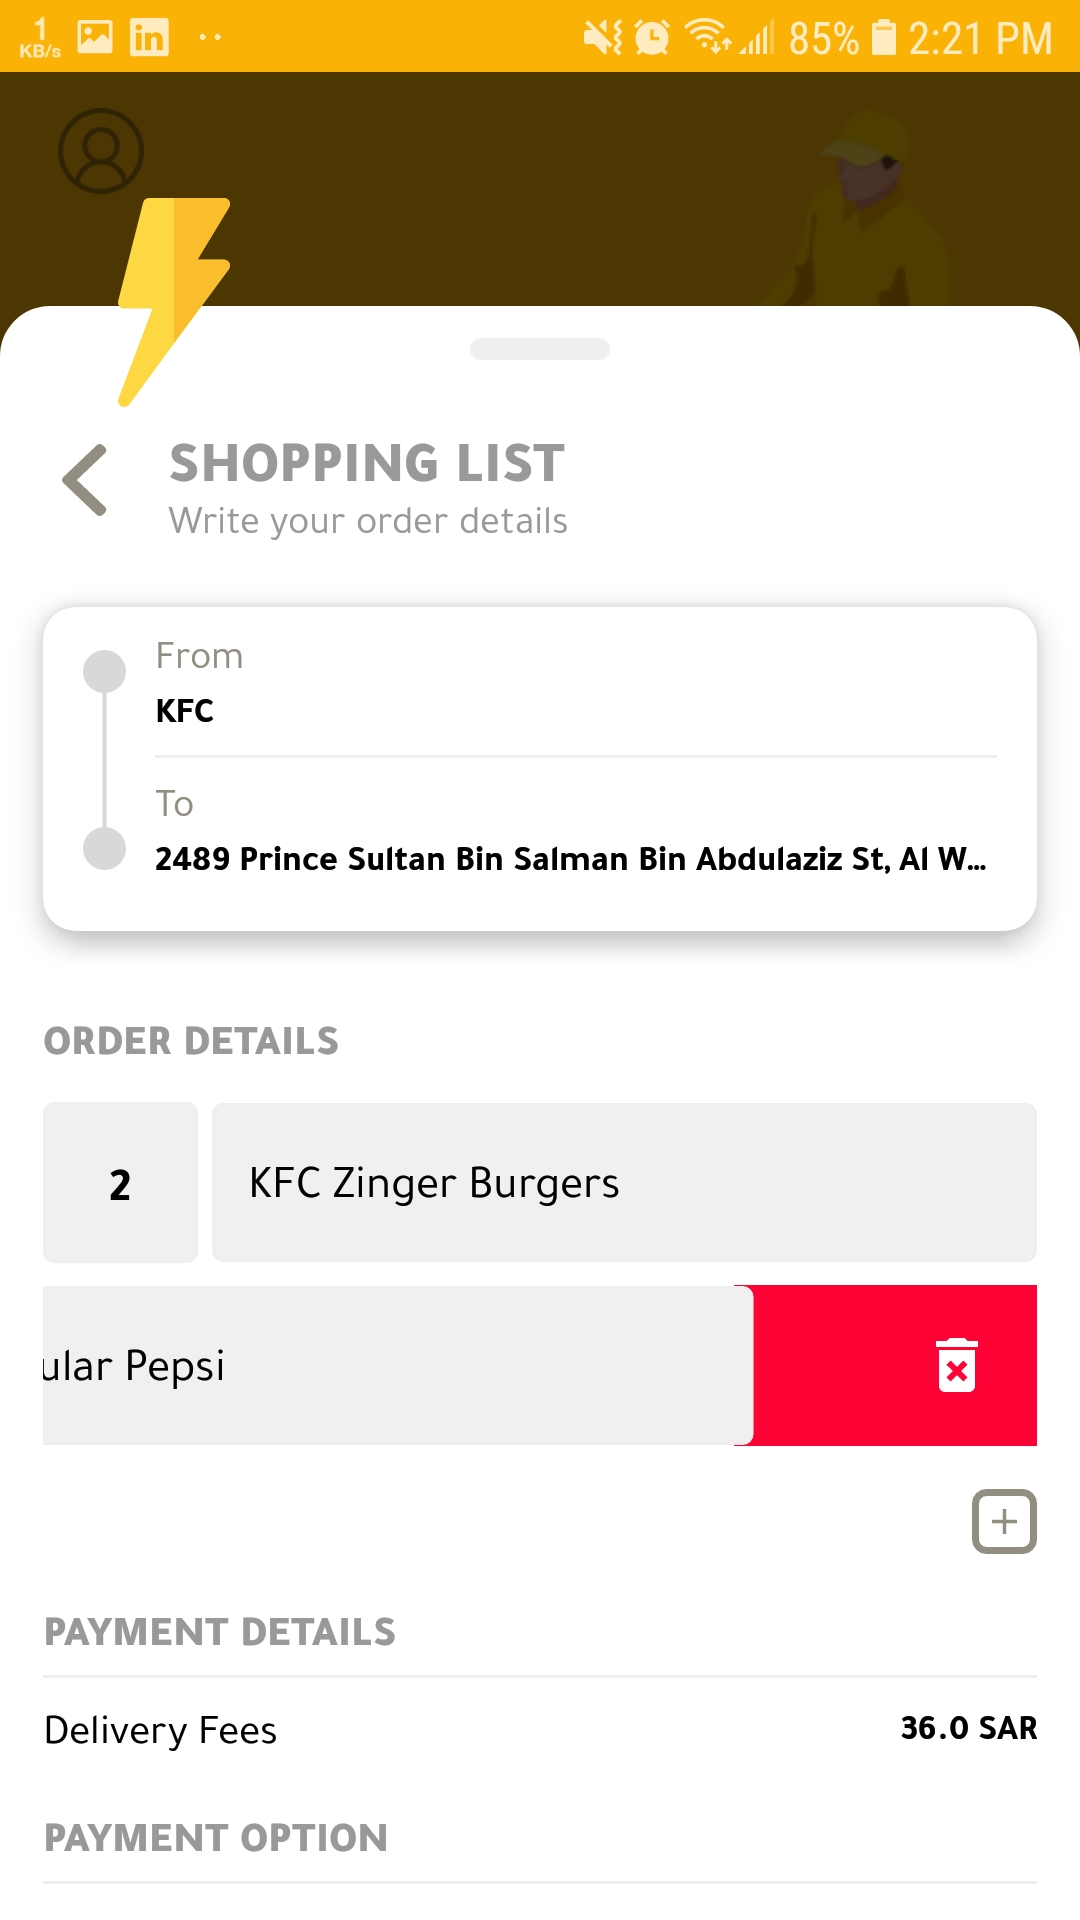 1
KB/s
in
85%
2:21 PM
SHOPPING LIST
Write your order details
From
KFC
To
2489 Prince Sultan Bin Salman Bin Abdulaziz St, Al W...
ORDER DETAILS
2
KFC Zinger Burgers
ular Pepsi
PAYMENT DETAILS
Delivery Fees
36.0 SAR
PAYMENT OPTION